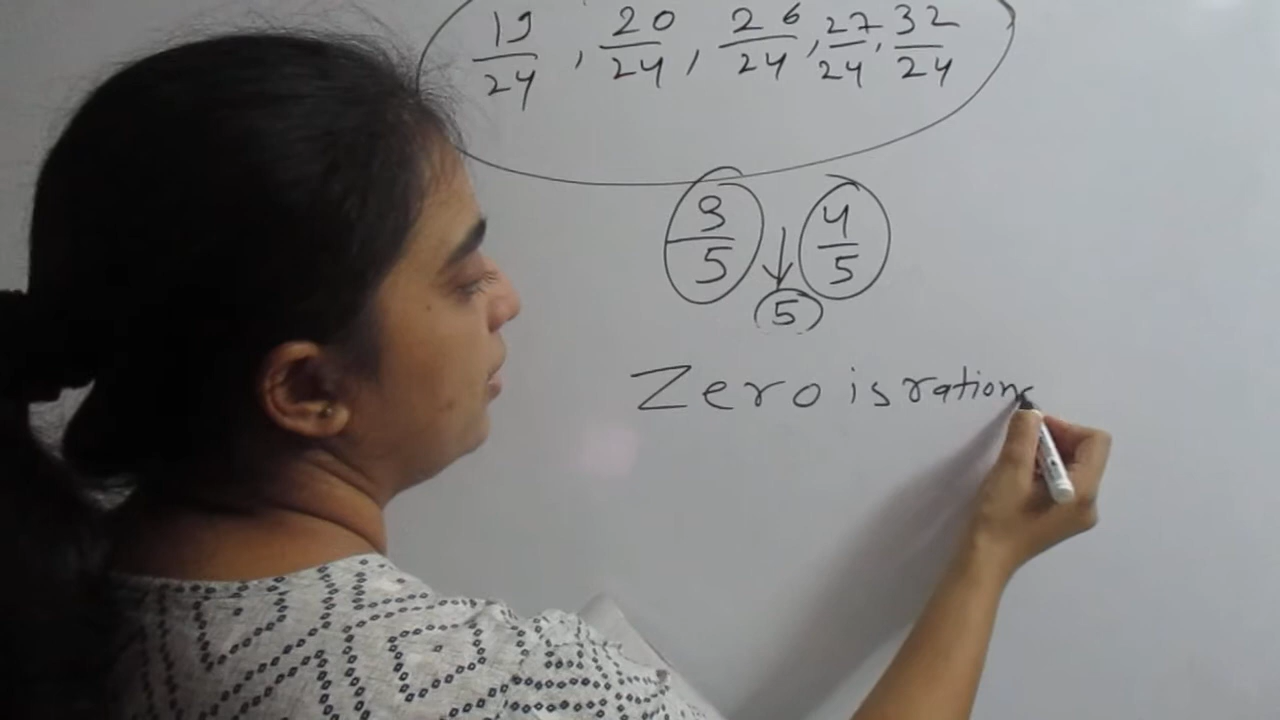 19/24, 20/24, 26/24, 27/24, 32/24
3/5 ↓ 4/5
5
Zero is rationa